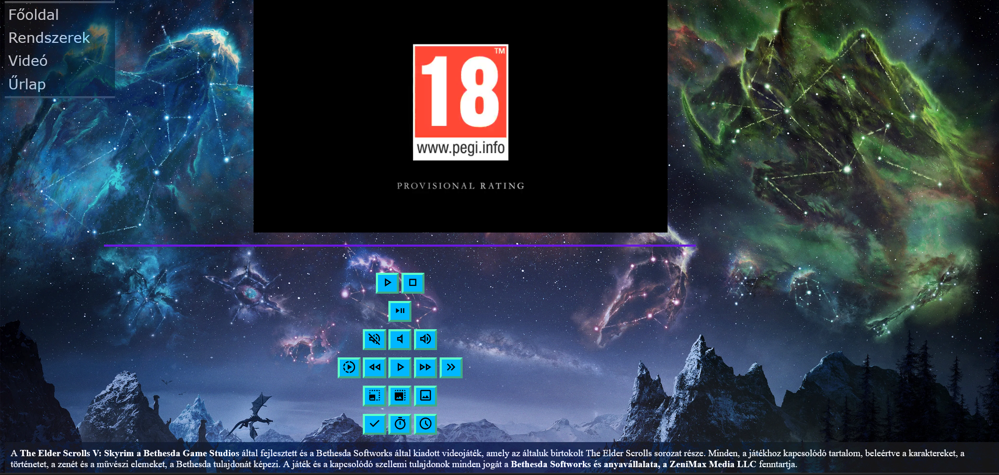 Főoldal
Rendszerek
Videó
Űrlap
TM
18
www.pegi.info
PROVISIONAL RATING
A The Elder Scrolls V: Skyrim a Bethesda Game Studios által fejlesztett és a Bethesda Softworks által kiadott videojáték, amely az általuk birtokolt The Elder Scrolls sorozat része. Minden, a játékhoz kapcsolódó tartalom, beleértve a karaktereket, a
történetet, a zenét és a művészi elemeket, a Bethesda tulajdonát képezi. A játék és a kapcsolódó szellemi tulajdonok minden jogát a Bethesda Softworks és anyavállalata, a ZeniMax Media LLC fenntartja.